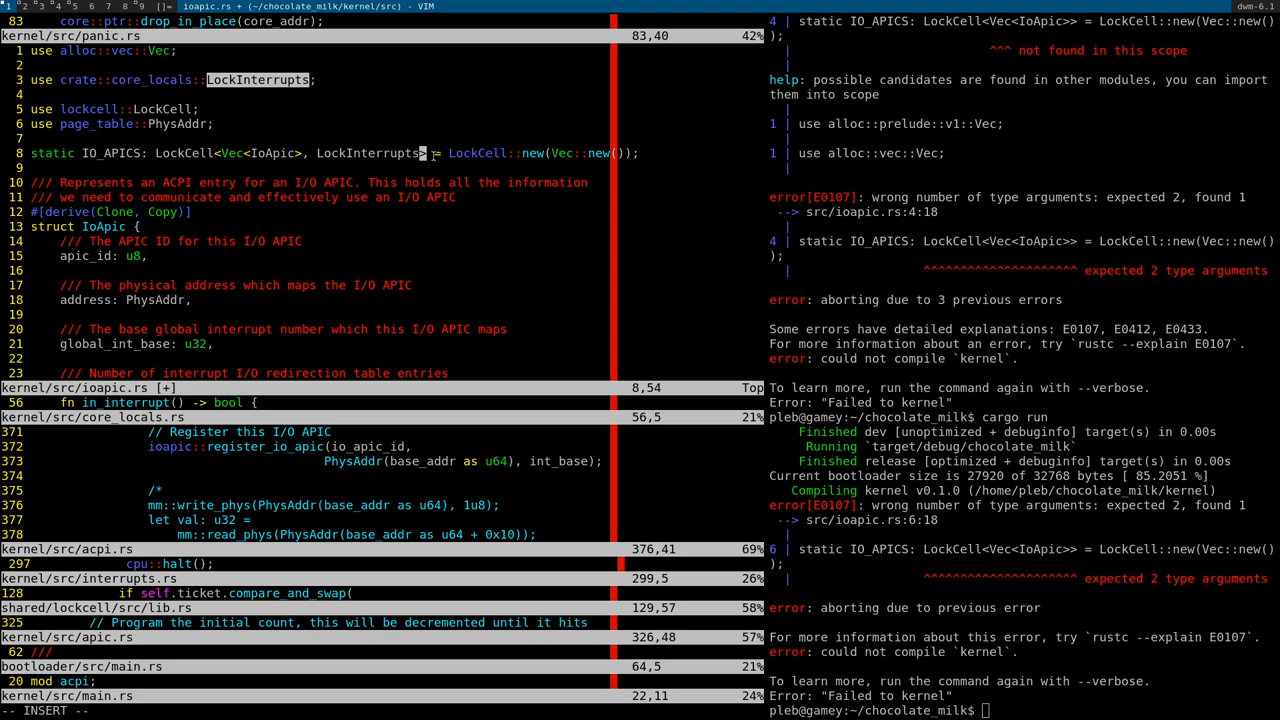 1 2 3 4 5 6 7 8 9 []= ioapic.rs + (~/chocolate_milk/kernel/src) - VIM dwm-6.1
83     core::ptr::drop_in_place(core_addr);
kernel/src/panic.rs 83,40 42%
1 use alloc::vec::Vec;
2
3 use crate::core_locals::LockInterrupts;
4
5 use lockcell::LockCell;
6 use page_table::PhysAddr;
7
8 static IO_APICS: LockCell<Vec<IoApic>, LockInterrupts> = LockCell::new(Vec::new());
9
10 /// Represents an ACPI entry for an I/O APIC. This holds all the information
11 /// we need to communicate and effectively use an I/O APIC
12 #[derive(Clone, Copy)]
13 struct IoApic {
14     /// The APIC ID for this I/O APIC
15     apic_id: u8,
16
17     /// The physical address which maps the I/O APIC
18     address: PhysAddr,
19
20     /// The base global interrupt number which this I/O APIC maps
21     global_int_base: u32,
22
23     /// Number of interrupt I/O redirection table entries
kernel/src/ioapic.rs [+] 8,54 Top
56     fn in_interrupt() -> bool {
kernel/src/core_locals.rs 56,5 21%
371                 // Register this I/O APIC
372                 ioapic::register_io_apic(io_apic_id,
373                                          PhysAddr(base_addr as u64), int_base);
374
375                 /*
376                 mm::write_phys(PhysAddr(base_addr as u64), 1u8);
377                 let val: u32 =
378                     mm::read_phys(PhysAddr(base_addr as u64 + 0x10));
kernel/src/acpi.rs 376,41 69%
297             cpu::halt();
kernel/src/interrupts.rs 299,5 26%
128             if self.ticket.compare_and_swap(
shared/lockcell/src/lib.rs 129,57 58%
325         // Program the initial count, this will be decremented until it hits
kernel/src/apic.rs 326,48 57%
62 ///
bootloader/src/main.rs 64,5 21%
20 mod acpi;
kernel/src/main.rs 22,11 24%
-- INSERT --
4 | static IO_APICS: LockCell<Vec<IoApic>> = LockCell::new(Vec::new()
);
|                           ^^^ not found in this scope
|
help: possible candidates are found in other modules, you can import
them into scope
|
1 | use alloc::prelude::v1::Vec;
|
1 | use alloc::vec::Vec;
|
error[E0107]: wrong number of type arguments: expected 2, found 1
--> src/ioapic.rs:4:18
|
4 | static IO_APICS: LockCell<Vec<IoApic>> = LockCell::new(Vec::new()
);
|                  ^^^^^^^^^^^^^^^^^^^^^ expected 2 type arguments
error: aborting due to 3 previous errors
Some errors have detailed explanations: E0107, E0412, E0433.
For more information about an error, try `rustc --explain E0107`.
error: could not compile `kernel`.
To learn more, run the command again with --verbose.
Error: "Failed to kernel"
pleb@gamey:~/chocolate_milk$ cargo run
Finished dev [unoptimized + debuginfo] target(s) in 0.00s
Running `target/debug/chocolate_milk`
Finished release [optimized + debuginfo] target(s) in 0.00s
Current bootloader size is 27920 of 32768 bytes [ 85.2051 %]
Compiling kernel v0.1.0 (/home/pleb/chocolate_milk/kernel)
error[E0107]: wrong number of type arguments: expected 2, found 1
--> src/ioapic.rs:6:18
|
6 | static IO_APICS: LockCell<Vec<IoApic>> = LockCell::new(Vec::new()
);
|                  ^^^^^^^^^^^^^^^^^^^^^ expected 2 type arguments
error: aborting due to previous error
For more information about this error, try `rustc --explain E0107`.
error: could not compile `kernel`.
To learn more, run the command again with --verbose.
Error: "Failed to kernel"
pleb@gamey:~/chocolate_milk$